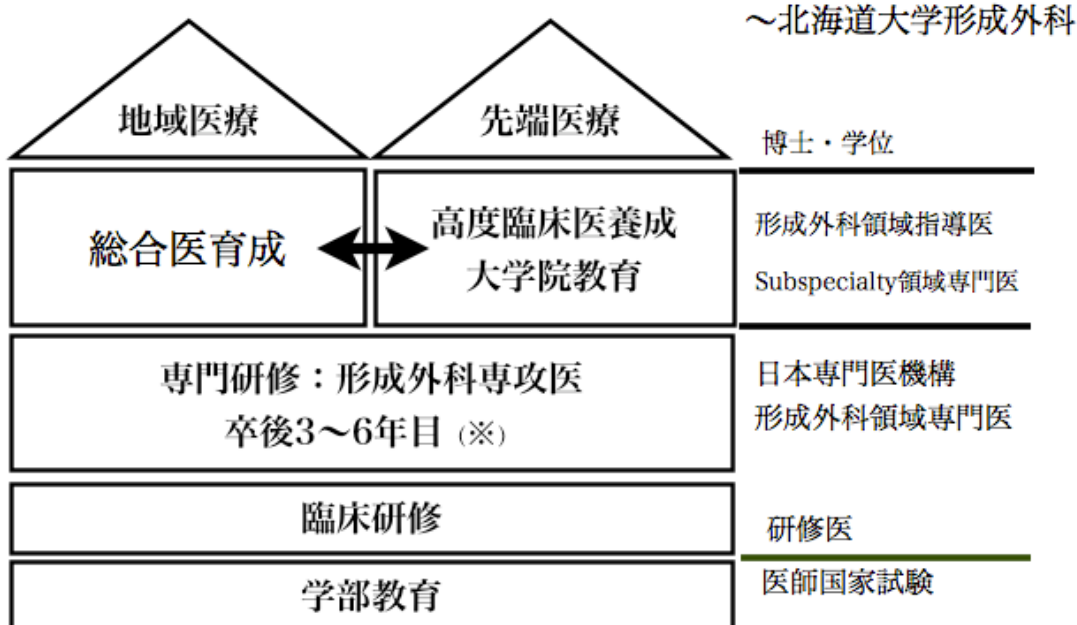 〜北海道大学形成外科
地域医療
先端医療
博士・学位
総合医育成
高度臨床医養成
大学院教育
形成外科領域指導医
Subspecialty領域専門医
専門研修：形成外科専攻医
卒後3〜6年目（※）
日本専門医機構
形成外科領域専門医
臨床研修
研修医
学部教育
医師国家試験